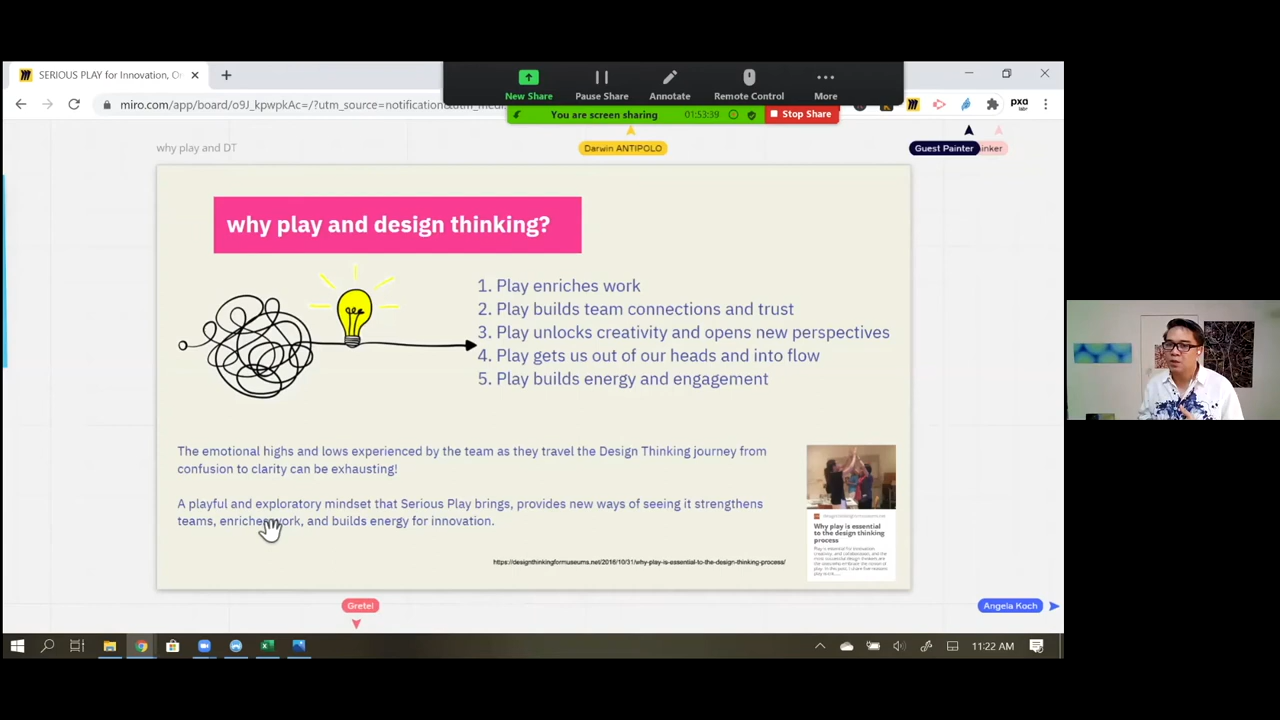 SERIOUS PLAY for Innovation, O
New Share
Pause Share
Annotate
Remote Control
More
miro.com/app/board/o9J_kpwpkAc=/?utm_source=notification&utm_med
You are screen sharing
01:53:39
Stop Share
pxa
why play and DT
Darwin ANTIPOLO
Guest Painter
inker
why play and design thinking?
1. Play enriches work
2. Play builds team connections and trust
3. Play unlocks creativity and opens new perspectives
4. Play gets us out of our heads and into flow
5. Play builds energy and engagement
The emotional highs and lows experienced by the team as they travel the Design Thinking journey from
confusion to clarity can be exhausting!
A playful and exploratory mindset that Serious Play brings, provides new ways of seeing it strengthens
teams, enriches work, and builds energy for innovation.
Why play is essential
to the design thinking
process
https://designthinkingformuseums.net/2016/10/31/why-play-is-essential-to-the-design-thinking-process/
Gretel
Angela Koch
11:22 AM